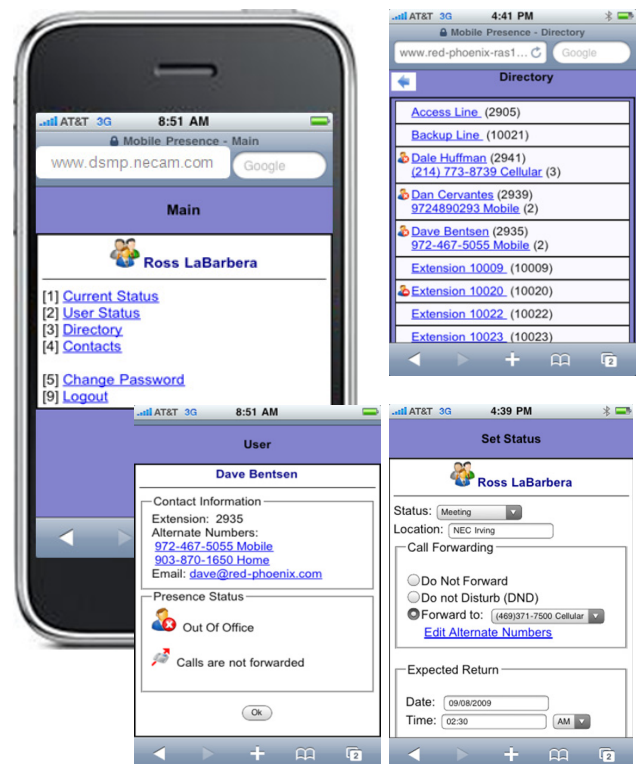 AT&T 3G 8:51 AM
Mobile Presence - Main
www.dsmp.necam.com Google
Main
Ross LaBarbera
[1] Current Status
[2] User Status
[3] Directory
[4] Contacts
[5] Change Password
[9] Logout
AT&T 3G 4:41 PM
Mobile Presence - Directory
www.red-phoenix-ras1... Google
Directory
Access Line (2905)
Backup Line (10021)
Dale Huffman (2941)
(214) 773-8739 Cellular (3)
Dan Cervantes (2939)
9724890293 Mobile (2)
Dave Bentsen (2935)
972-467-5055 Mobile (2)
Extension 10009 (10009)
Extension 10020 (10020)
Extension 10022 (10022)
Extension 10023 (10023)
2
AT&T 3G 8:51 AM
User
Dave Bentsen
Contact Information
Extension: 2935
Alternate Numbers:
972-467-5055 Mobile
903-870-1650 Home
Email: dave@red-phoenix.com
Presence Status
Out Of Office
Calls are not forwarded
Ok
2
AT&T 3G 4:39 PM
Set Status
Ross LaBarbera
Status: Meeting
Location: NEC Irving
Call Forwarding
Do Not Forward
Do not Disturb (DND)
Forward to: (469)371-7500 Cellular
Edit Alternate Numbers
Expected Return
Date: 09/08/2009
Time: 02:30 AM
2